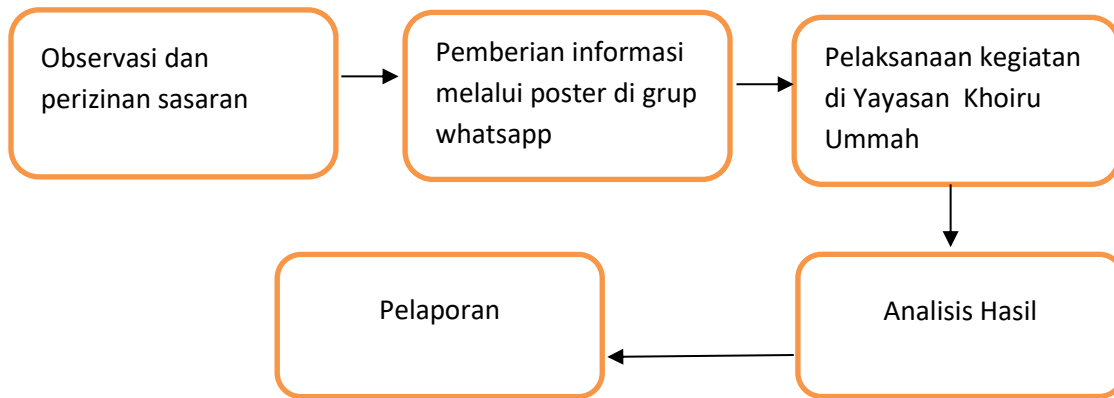 Observasi dan
perizinan sasaran
Pemberian informasi
melalui poster di grup
whatsapp
Pelaksanaan kegiatan
di Yayasan Khoiru
Ummah
Analisis Hasil
Pelaporan